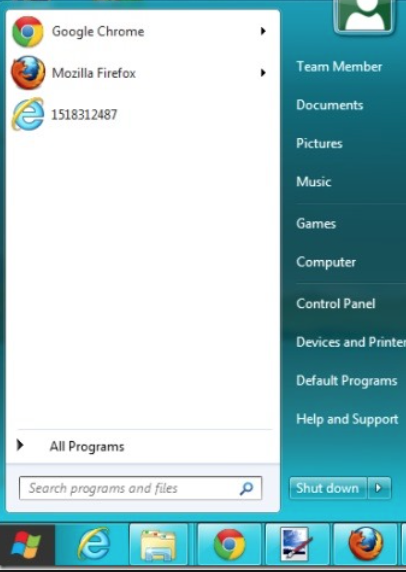 Google Chrome
Mozilla Firefox
1518312487
All Programs
Search programs and files
Team Member
Documents
Pictures
Music
Games
Computer
Control Panel
Devices and Printer
Default Programs
Help and Support
Shut down